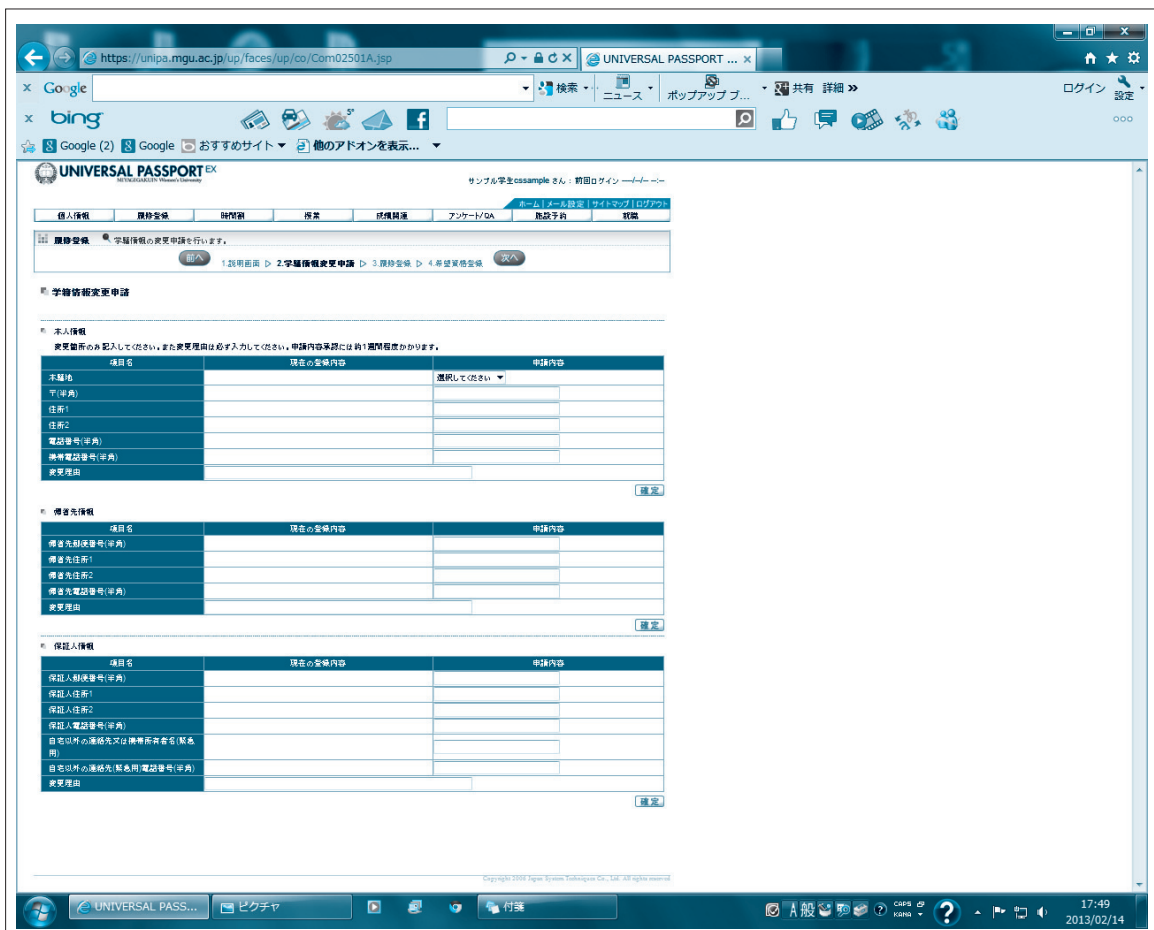 https://unipa.mgu.ac.jp/up/faces/up/co/Com02501A.jsp
UNIVERSAL PASSPORT ... ×
x Google 検索 ニュース ポップアップ ブ... 共有 詳細 » ログイン 設定
x bing 5°
Google (2) Google おすすめサイト ▼ 他のアドオンを表示... ▼
UNIVERSAL PASSPORT EX
MIYAGIGAKUIN Women's University
サンプル学生cssample さん : 前回ログイン ----/--/-- --:--
ホーム | メール設定 | サイトマップ | ログアウト
個人情報 履修登録 時間割 授業 成績関連 アンケート/QA 施設予約 就職
履修登録 学籍情報の変更申請を行います。
前へ 1.説明画面 ▷ 2.学籍情報変更申請 ▷ 3.履修登録 ▷ 4.希望資格登録 次へ
学籍情報変更申請
本人情報
変更箇所のみ記入してください。また変更理由は必ず入力してください。申請内容承認には約1週間程度かかります。
項目名 現在の登録内容 申請内容
本籍地 選択してください ▼
〒(半角)
住所1
住所2
電話番号(半角)
携帯電話番号(半角)
変更理由
確定
帰省先情報
項目名 現在の登録内容 申請内容
帰省先郵便番号(半角)
帰省先住所1
帰省先住所2
帰省先電話番号(半角)
変更理由
確定
保証人情報
項目名 現在の登録内容 申請内容
保証人郵便番号(半角)
保証人住所1
保証人住所2
保証人電話番号(半角)
自宅以外の連絡先又は携帯所有者名(緊急
用)
自宅以外の連絡先(緊急用)電話番号(半角)
変更理由
確定
Copyright 2006 Japan System Techniques Co., Ltd. All rights reserved
UNIVERSAL PASS... ピクチャ 付箋 A 般 CAPS KANA 17:49
2013/02/14